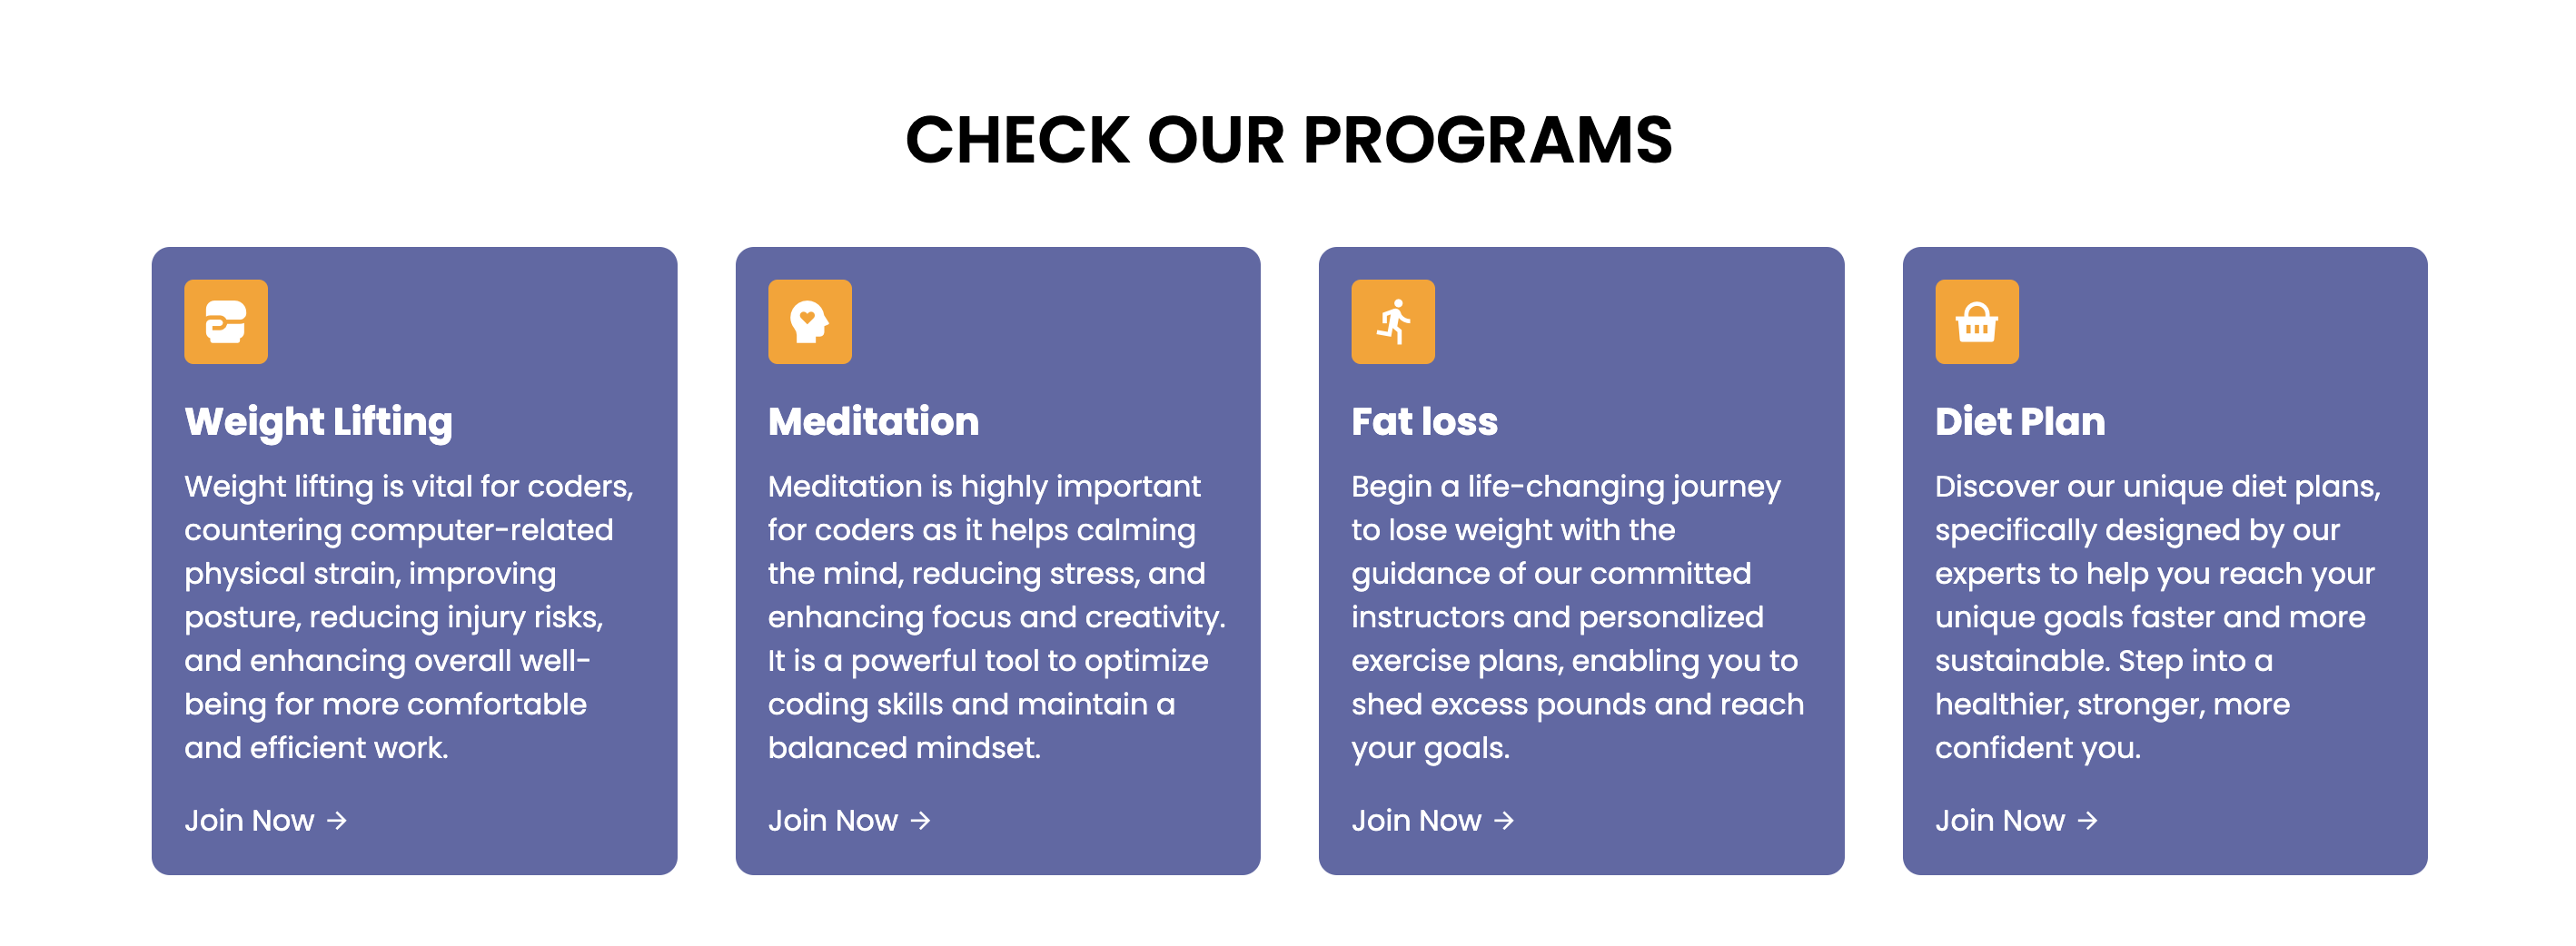 CHECK OUR PROGRAMS
Weight Lifting
Weight lifting is vital for coders,
countering computer-related
physical strain, improving
posture, reducing injury risks,
and enhancing overall well-
being for more comfortable
and efficient work.
Join Now →
Meditation
Meditation is highly important
for coders as it helps calming
the mind, reducing stress, and
enhancing focus and creativity.
It is a powerful tool to optimize
coding skills and maintain a
balanced mindset.
Join Now →
Fat loss
Begin a life-changing journey
to lose weight with the
guidance of our committed
instructors and personalized
exercise plans, enabling you to
shed excess pounds and reach
your goals.
Join Now →
Diet Plan
Discover our unique diet plans,
specifically designed by our
experts to help you reach your
unique goals faster and more
sustainable. Step into a
healthier, stronger, more
confident you.
Join Now →